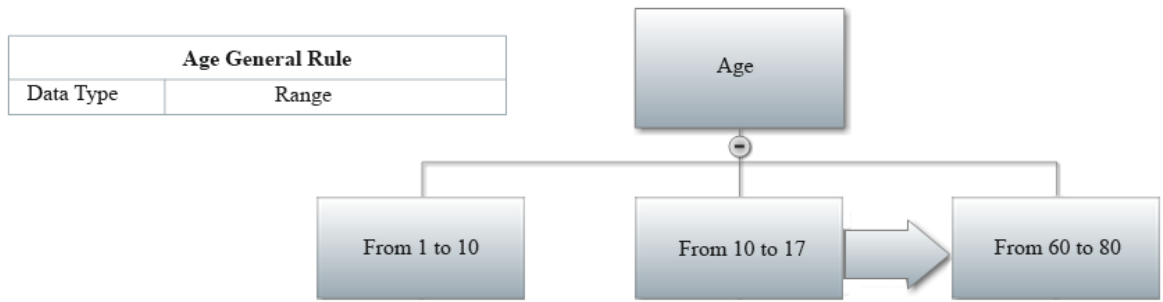 Age General Rule
Data Type Range
Age
From 1 to 10
From 10 to 17
From 60 to 80